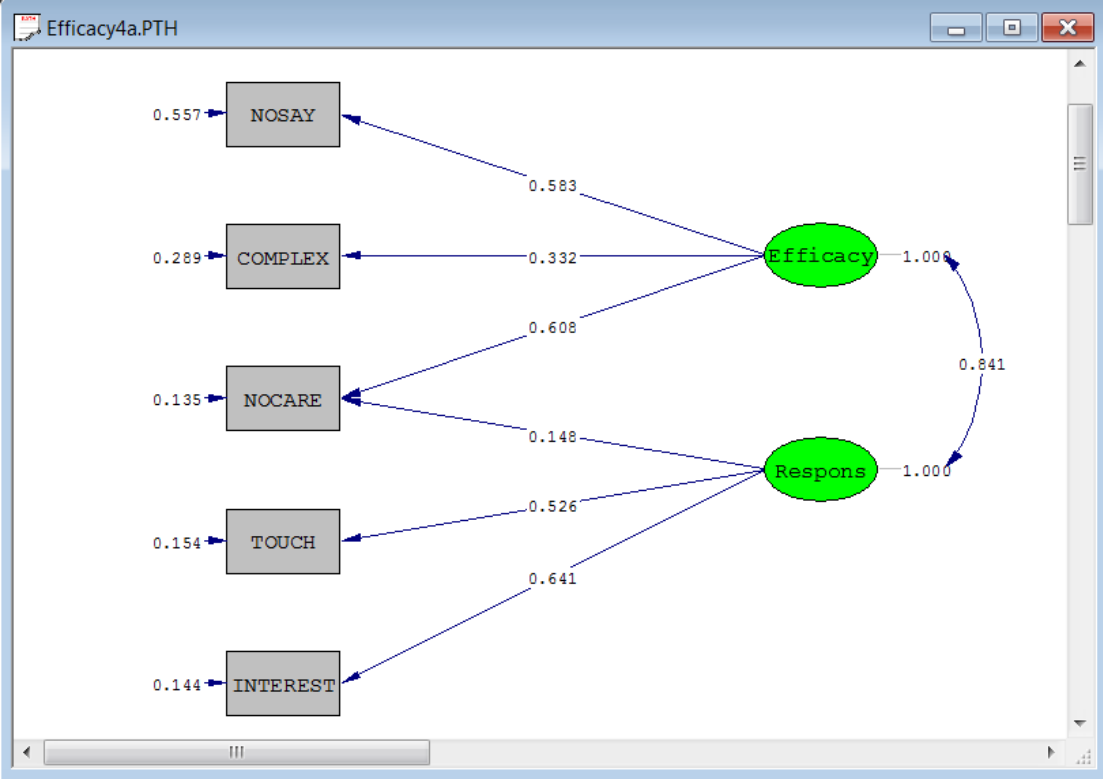 Efficacy4a.PTH
0.557 NOSAY
0.583
0.289 COMPLEX 0.332 Efficacy 1.000
0.608
0.841
0.135 NOCARE
0.148
Respons 1.000
0.526
0.154 TOUCH
0.641
0.144 INTEREST